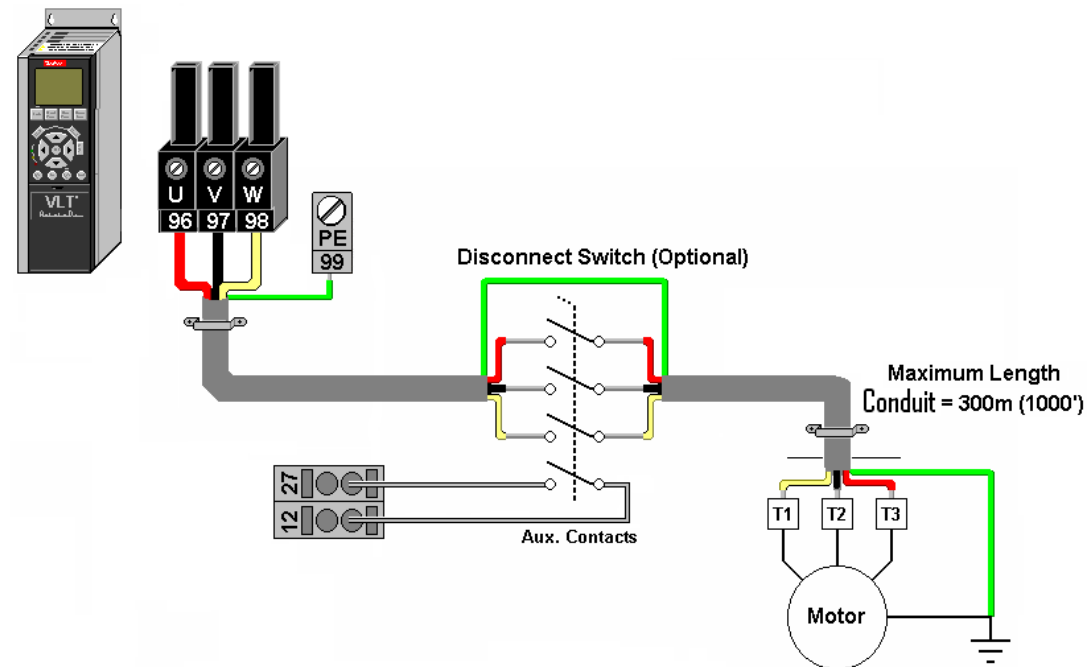 VLT
U V W
96 97 98
PE
99
Disconnect Switch (Optional)
Maximum Length
Conduit = 300m (1000')
27
12
Aux. Contacts
T1 T2 T3
Motor